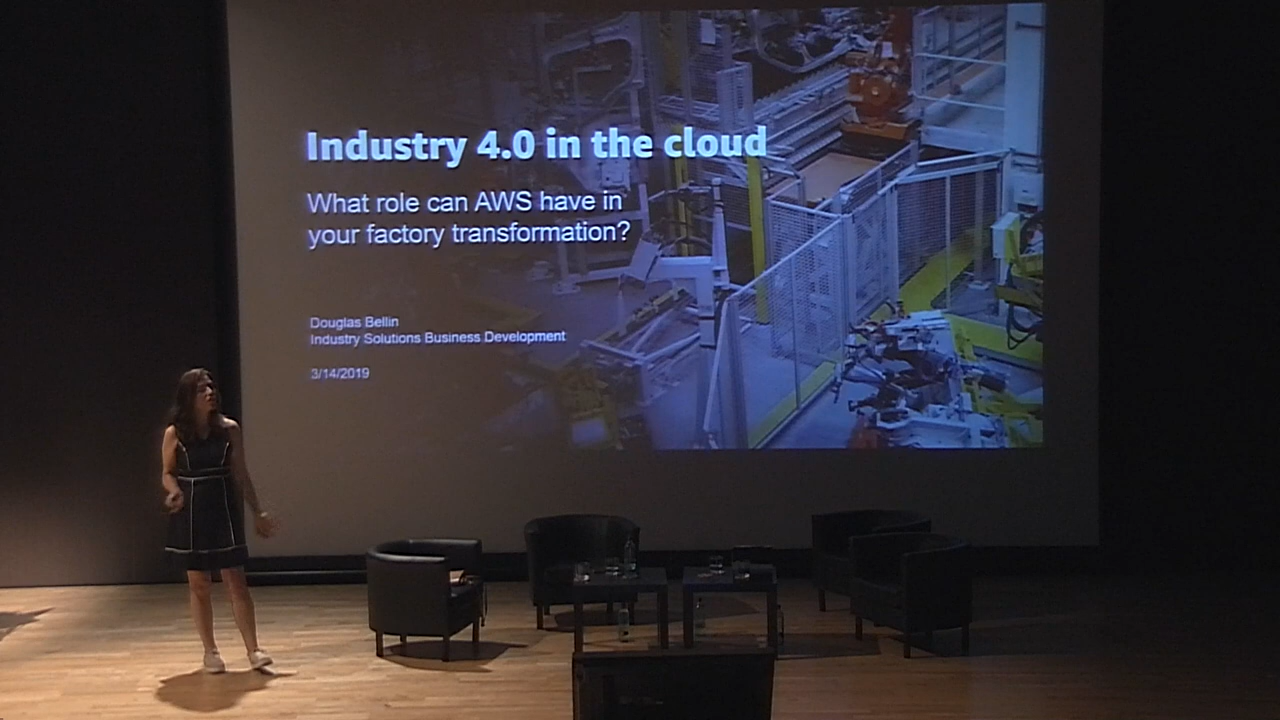 Industry 4.0 in the cloud
What role can AWS have in
your factory transformation?
Douglas Bellin
Industry Solutions Business Development
3/14/2019